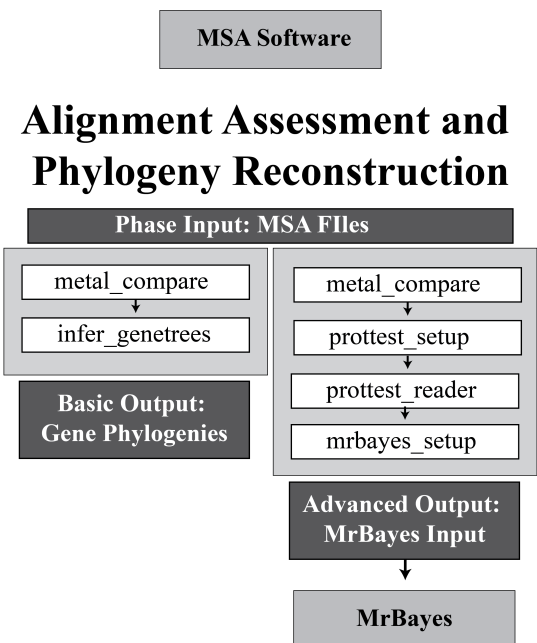 MSA Software
Alignment Assessment and
Phylogeny Reconstruction
Phase Input: MSA FIles
metal_compare
infer_genetrees
Basic Output:
Gene Phylogenies
metal_compare
prottest_setup
prottest_reader
mrbayes_setup
Advanced Output:
MrBayes Input
MrBayes